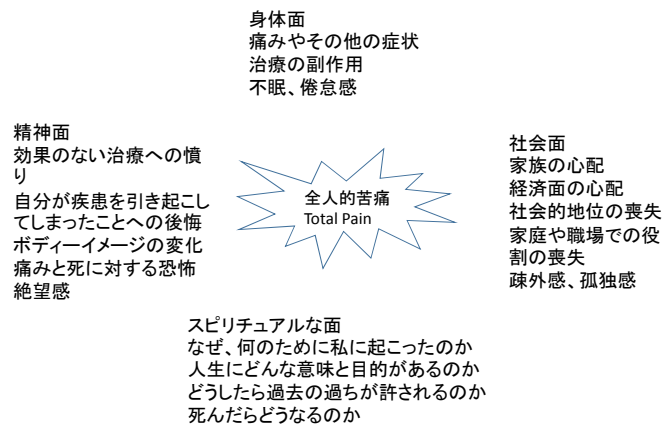 身体面
痛みやその他の症状
治療の副作用
不眠、倦怠感
精神面
効果のない治療への憤
り
自分が疾患を引き起こし
てしまったことへの後悔
ボディーイメージの変化
痛みと死に対する恐怖
絶望感
全人的苦痛
Total Pain
社会面
家族の心配
経済面の心配
社会的地位の喪失
家庭や職場での役
割の喪失
疎外感、孤独感
スピリチュアルな面
なぜ、何のために私に起こったのか
人生にどんな意味と目的があるのか
どうしたら過去の過ちが許されるのか
死んだらどうなるのか